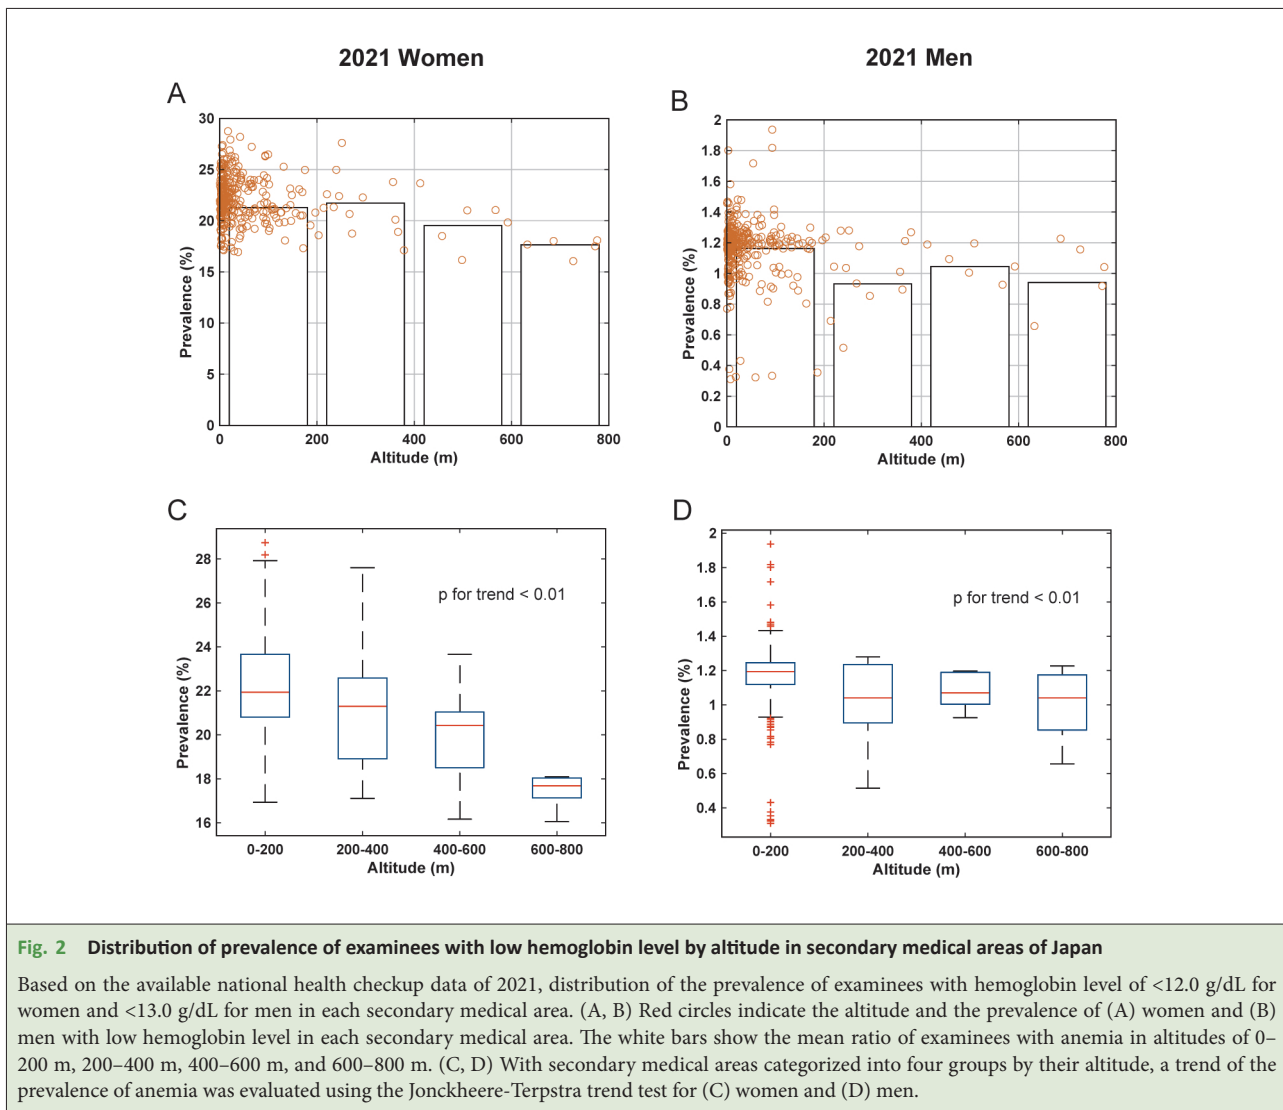 2021 Women
2021 Men
A
30
25
20
15
10
5
0
Prevalence (%)
0 200 400 600 800
Altitude (m)
B
2
1.8
1.6
1.4
1.2
1
0.8
0.6
0.4
0.2
0
Prevalence (%)
0 200 400 600 800
Altitude (m)
C
28
26
24
22
20
18
16
Prevalence (%)
p for trend < 0.01
0-200 200-400 400-600 600-800
Altitude (m)
D
2
1.8
1.6
1.4
1.2
1
0.8
0.6
0.4
Prevalence (%)
p for trend < 0.01
0-200 200-400 400-600 600-800
Altitude (m)
Fig. 2 Distribution of prevalence of examinees with low hemoglobin level by altitude in secondary medical areas of Japan
Based on the available national health checkup data of 2021, distribution of the prevalence of examinees with hemoglobin level of <12.0 g/dL for
women and <13.0 g/dL for men in each secondary medical area. (A, B) Red circles indicate the altitude and the prevalence of (A) women and (B)
men with low hemoglobin level in each secondary medical area. The white bars show the mean ratio of examinees with anemia in altitudes of 0–
200 m, 200–400 m, 400–600 m, and 600–800 m. (C, D) With secondary medical areas categorized into four groups by their altitude, a trend of the
prevalence of anemia was evaluated using the Jonckheere-Terpstra trend test for (C) women and (D) men.